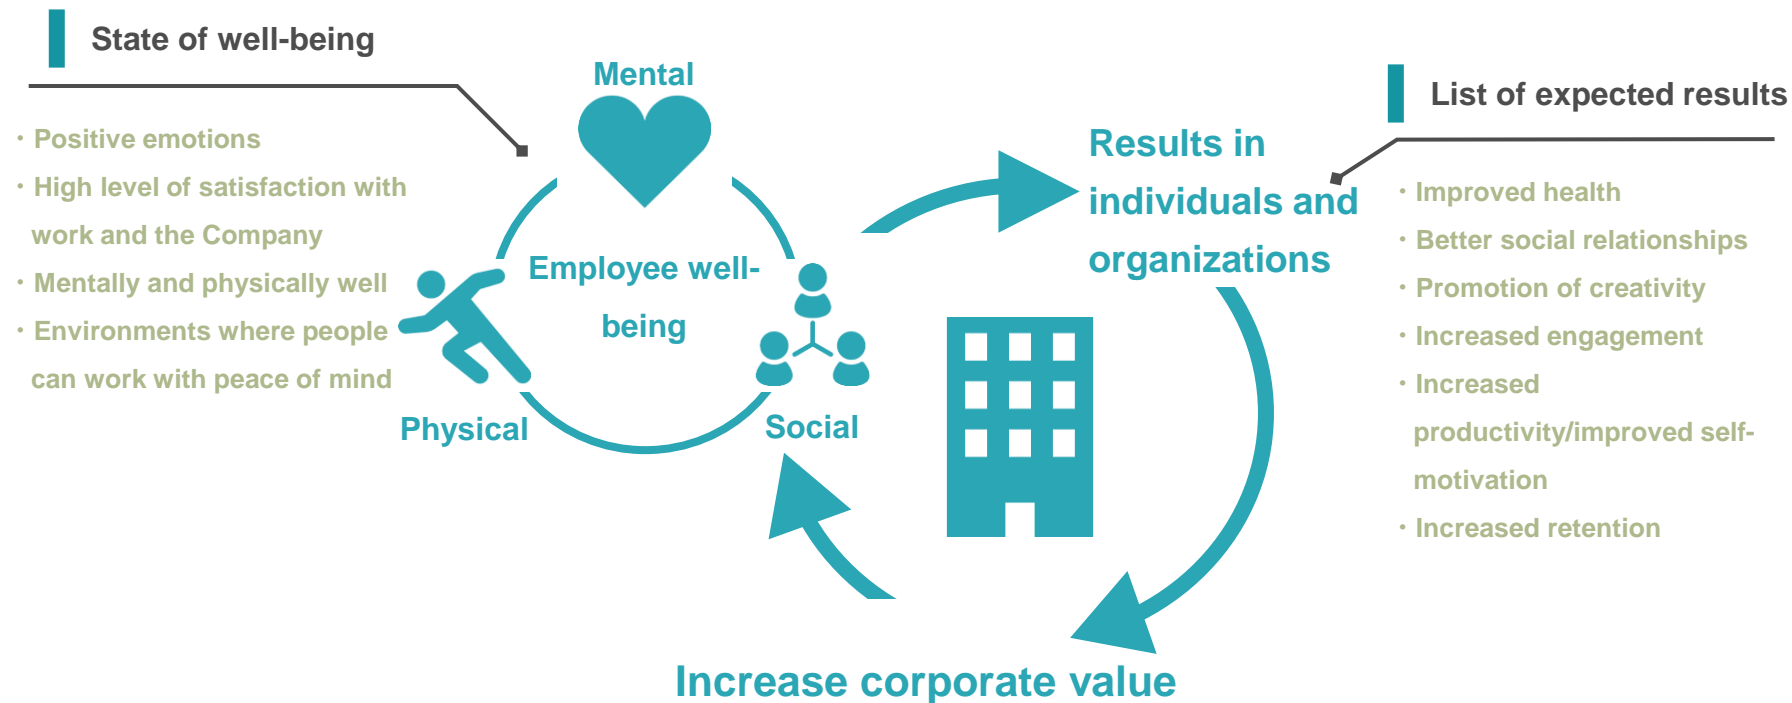 State of well-being
・Positive emotions
・High level of satisfaction with
work and the Company
・Mentally and physically well
・Environments where people
can work with peace of mind
Mental
Employee well-
being
Physical
Social
Results in
individuals and
organizations
List of expected results
・Improved health
・Better social relationships
・Promotion of creativity
・Increased engagement
・Increased
productivity/improved self-
motivation
・Increased retention
Increase corporate value